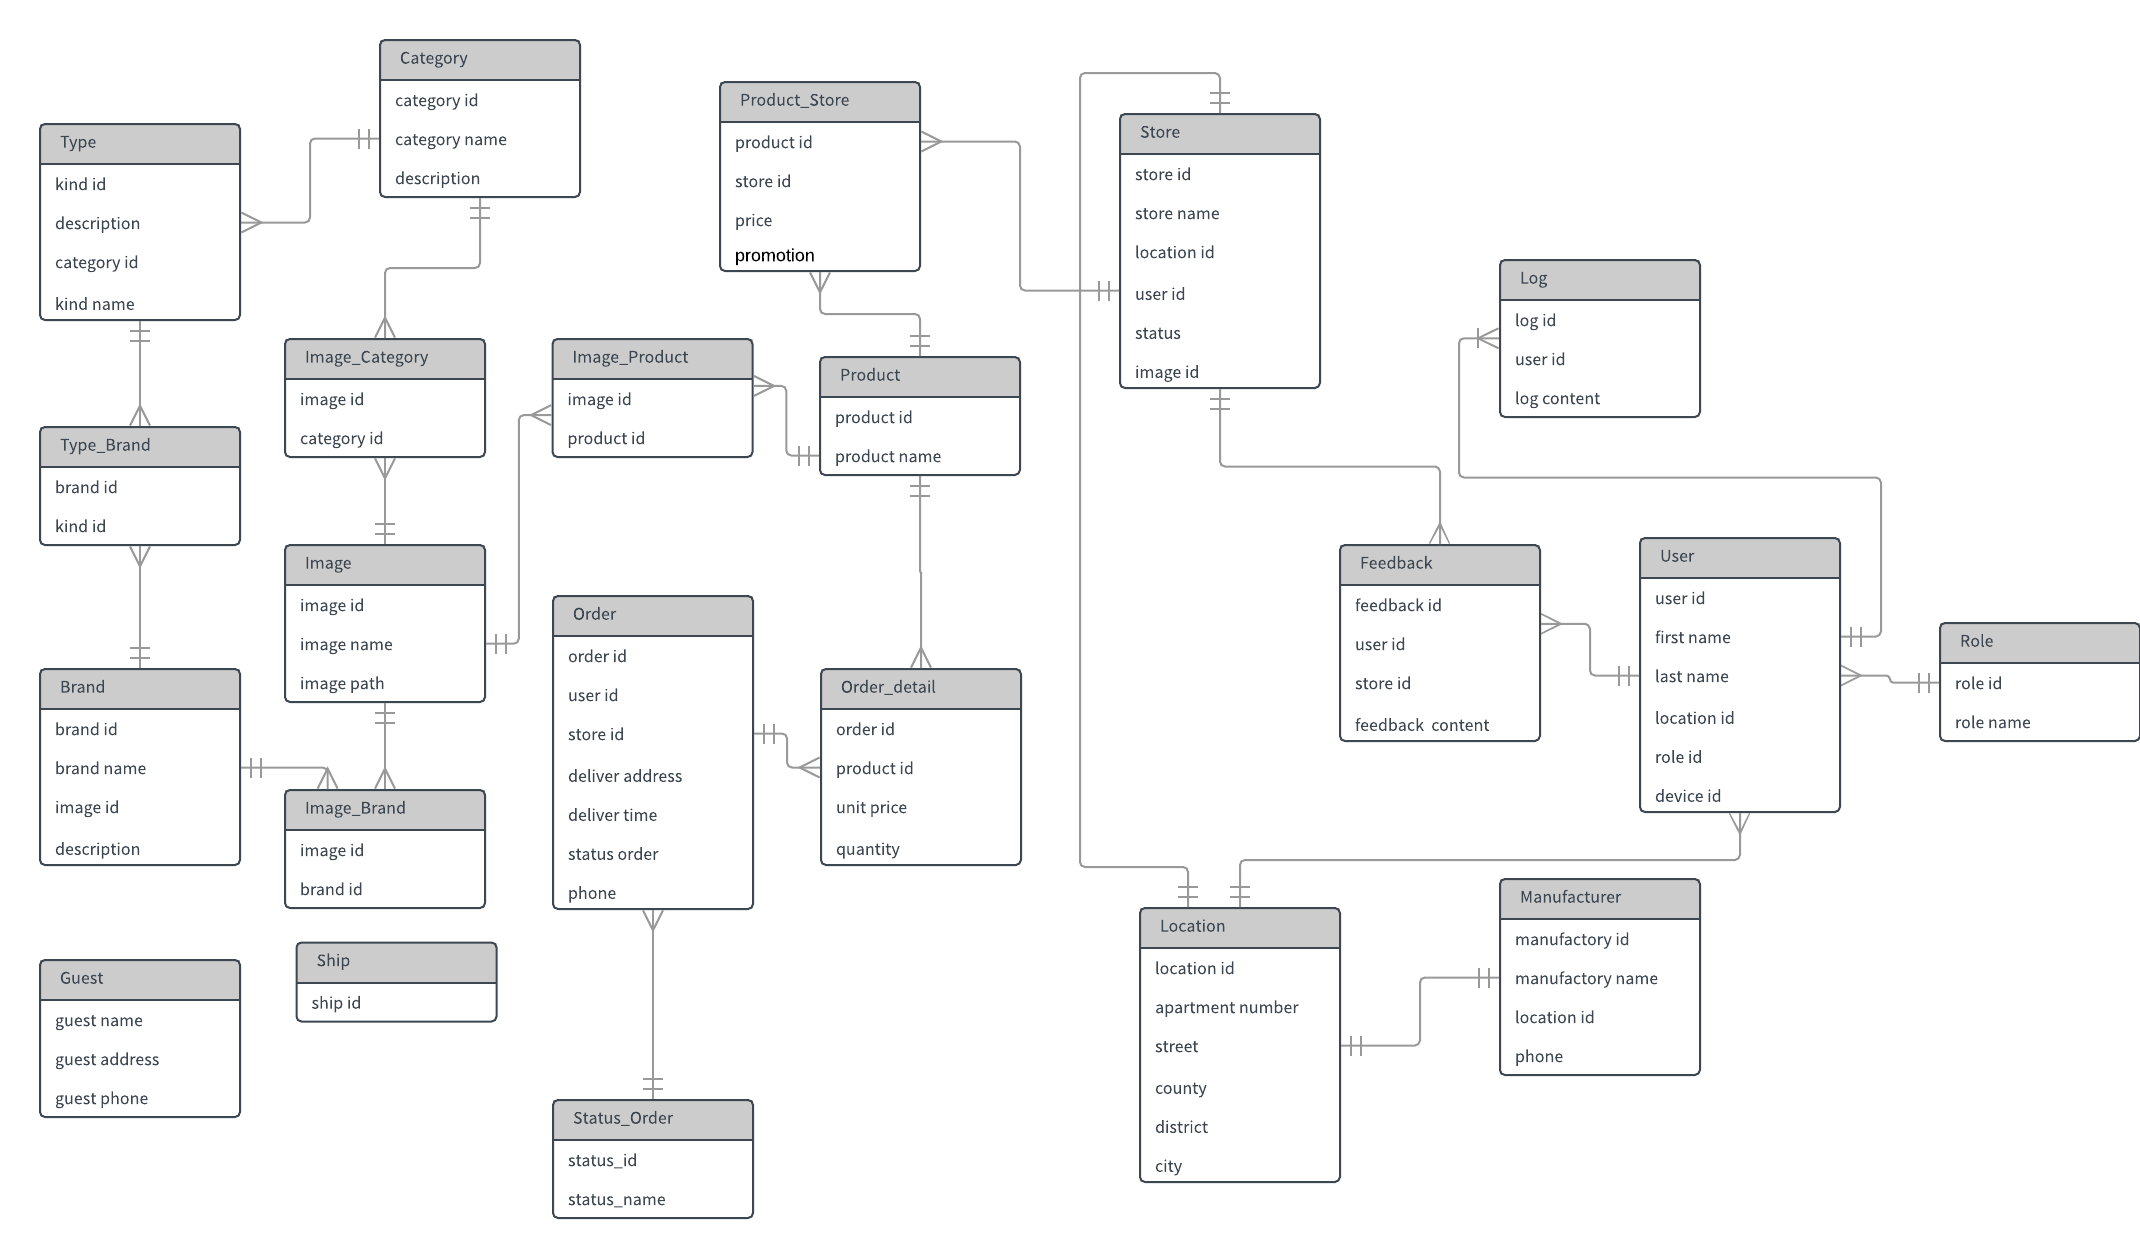 Category
category id
category name
description
Type
kind id
description
category id
kind name
Product_Store
product id
store id
price
promotion
Store
store id
store name
location id
user id
status
image id
Log
log id
user id
log content
Image_Category
image id
category id
Image_Product
image id
product id
Product
product id
product name
Type_Brand
brand id
kind id
Image
image id
image name
image path
Order
order id
user id
store id
deliver address
deliver time
status order
phone
Order_detail
order id
product id
unit price
quantity
Feedback
feedback id
user id
store id
feedback  content
User
user id
first name
last name
location id
role id
device id
Role
role id
role name
Brand
brand id
brand name
image id
description
Image_Brand
image id
brand id
Location
location id
apartment number
street
county
district
city
Manufacturer
manufactory id
manufactory name
location id
phone
Guest
guest name
guest address
guest phone
Ship
ship id
Status_Order
status_id
status_name